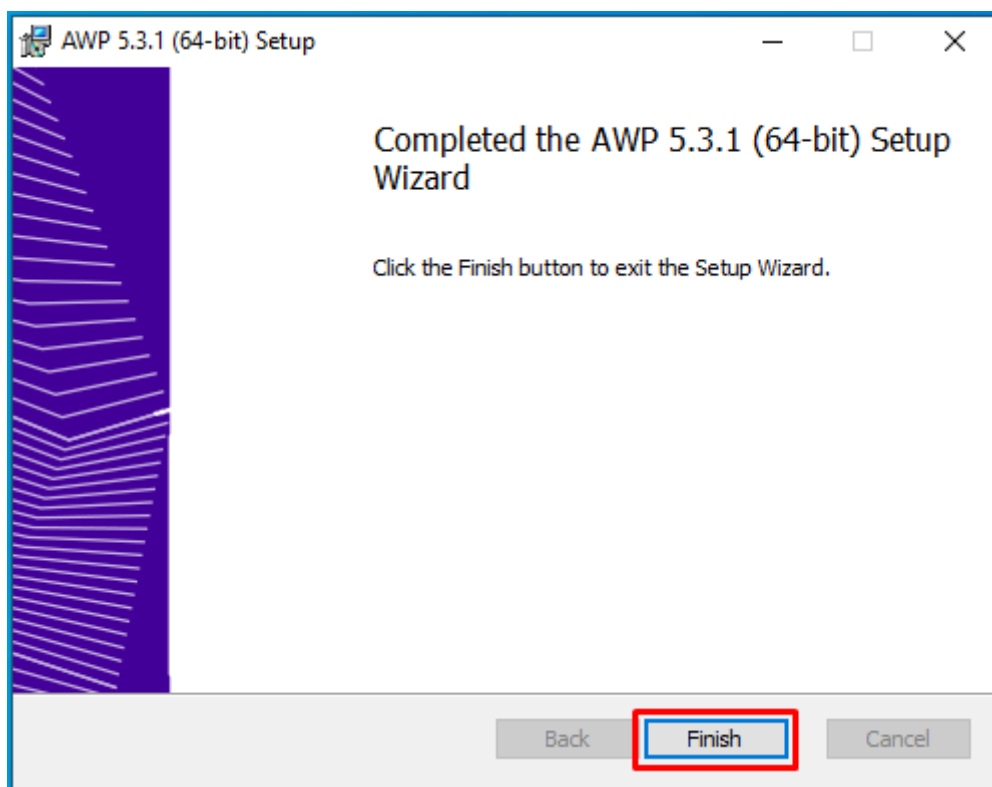 AWP 5.3.1 (64-bit) Setup
Completed the AWP 5.3.1 (64-bit) Setup
Wizard
Click the Finish button to exit the Setup Wizard.
Back Finish Cancel